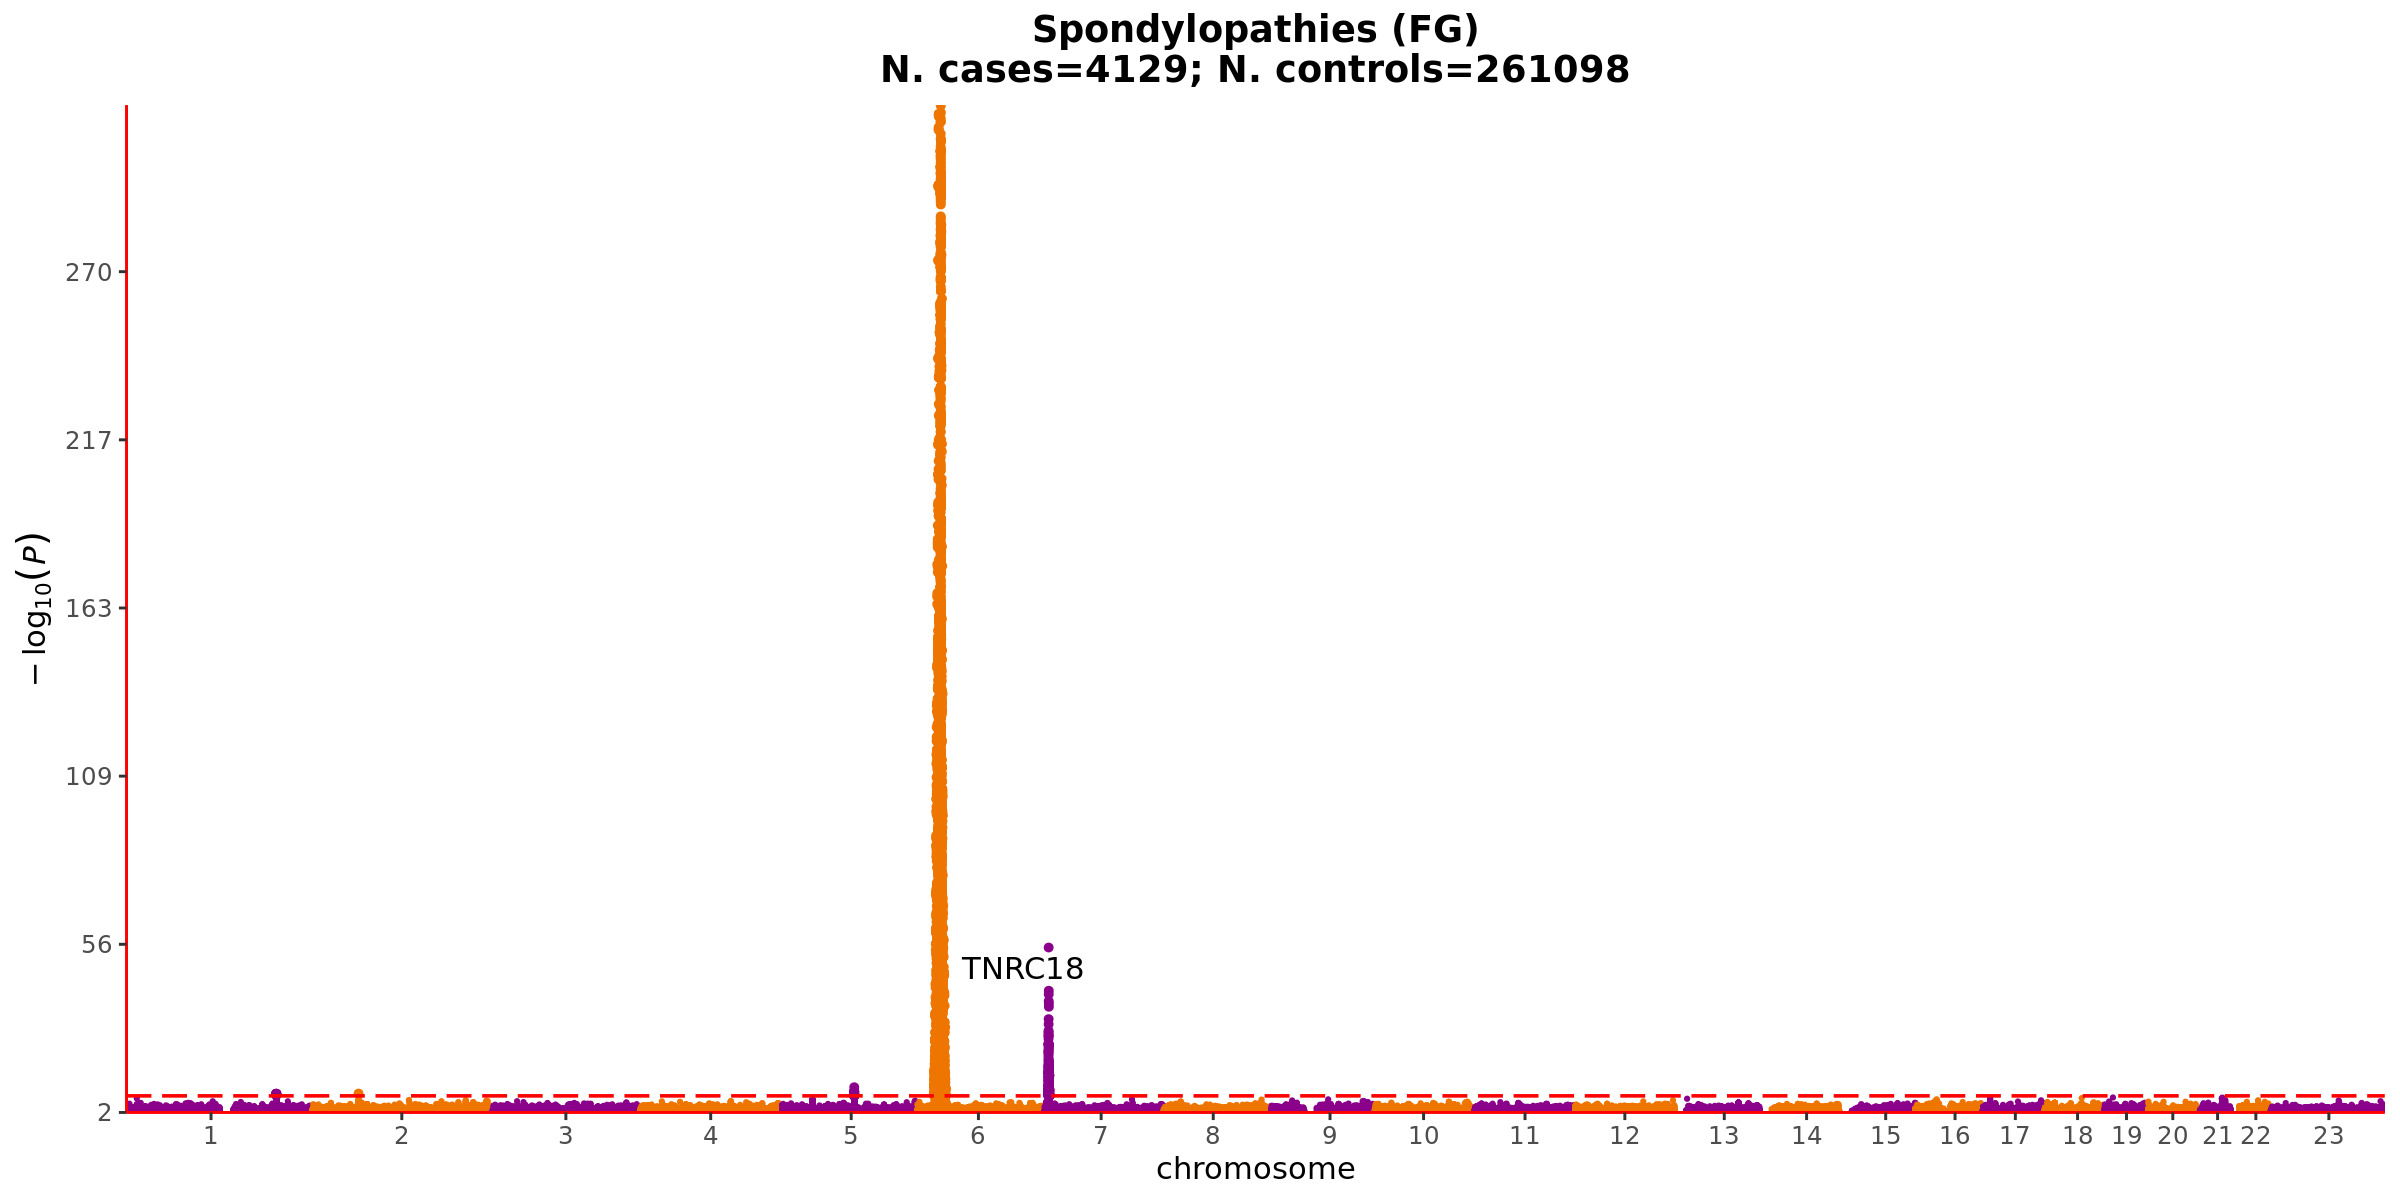 Spondylopathies (FG)
N. cases=4129; N. controls=261098
− log10(P)
270
217
163
109
56
2
TNRC18
1 2 3 4 5 6 7 8 9 10 11 12 13 14 15 16 17 18 19 20 21 22 23
chromosome